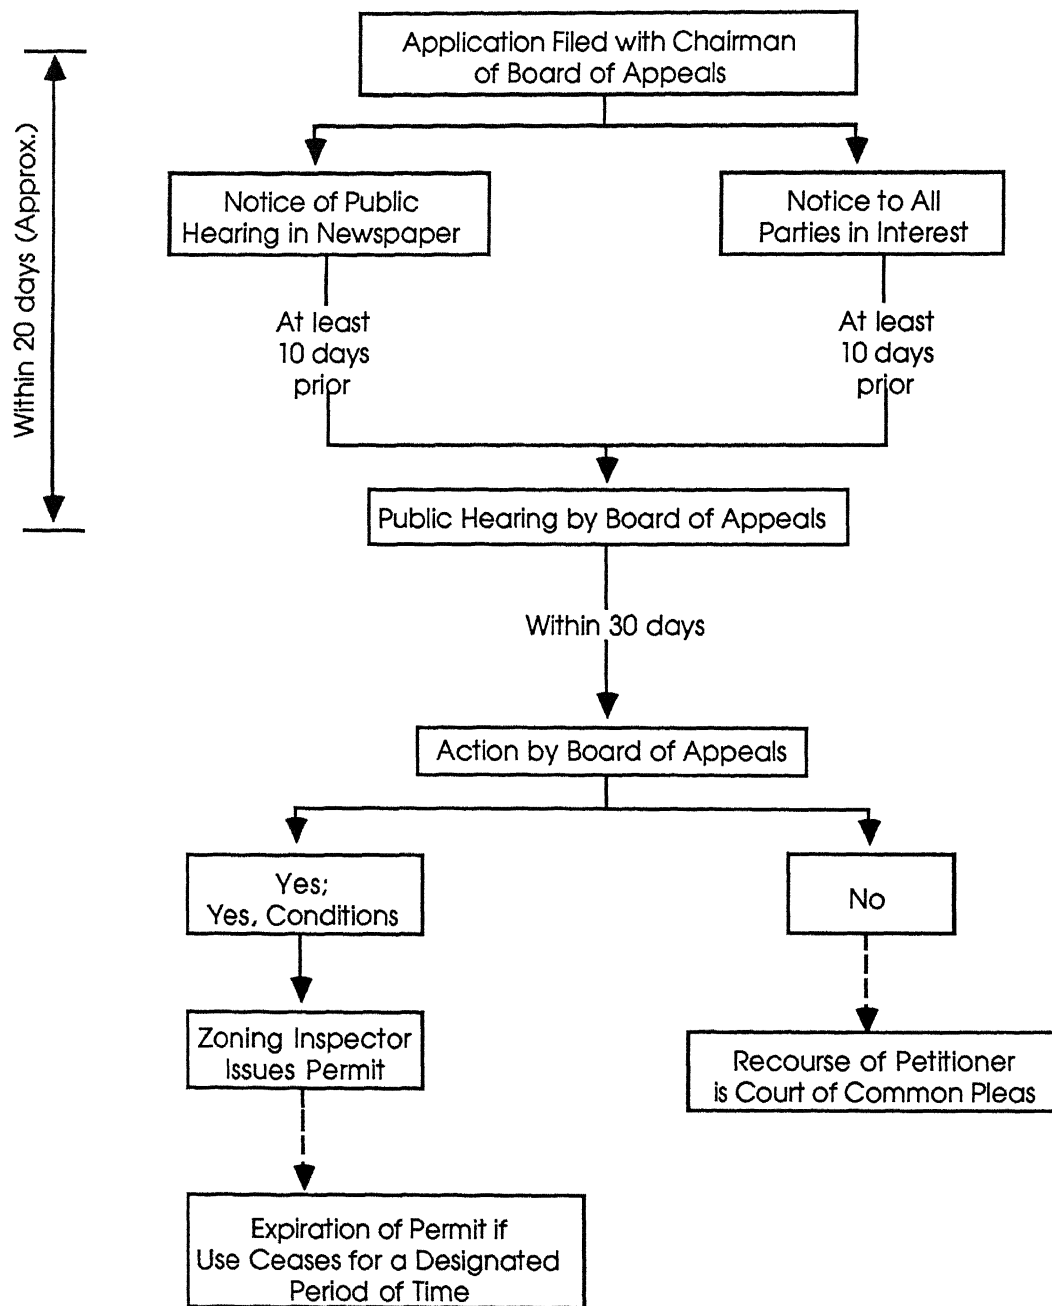 Application Filed with Chairman
of Board of Appeals
Within 20 days (Approx.)
Notice of Public
Hearing in Newspaper
Notice to All
Parties in Interest
At least
10 days
prior
At least
10 days
prior
Public Hearing by Board of Appeals
Within 30 days
Action by Board of Appeals
Yes;
Yes, Conditions
No
Zoning Inspector
Issues Permit
Recourse of Petitioner
is Court of Common Pleas
Expiration of Permit if
Use Ceases for a Designated
Period of Time